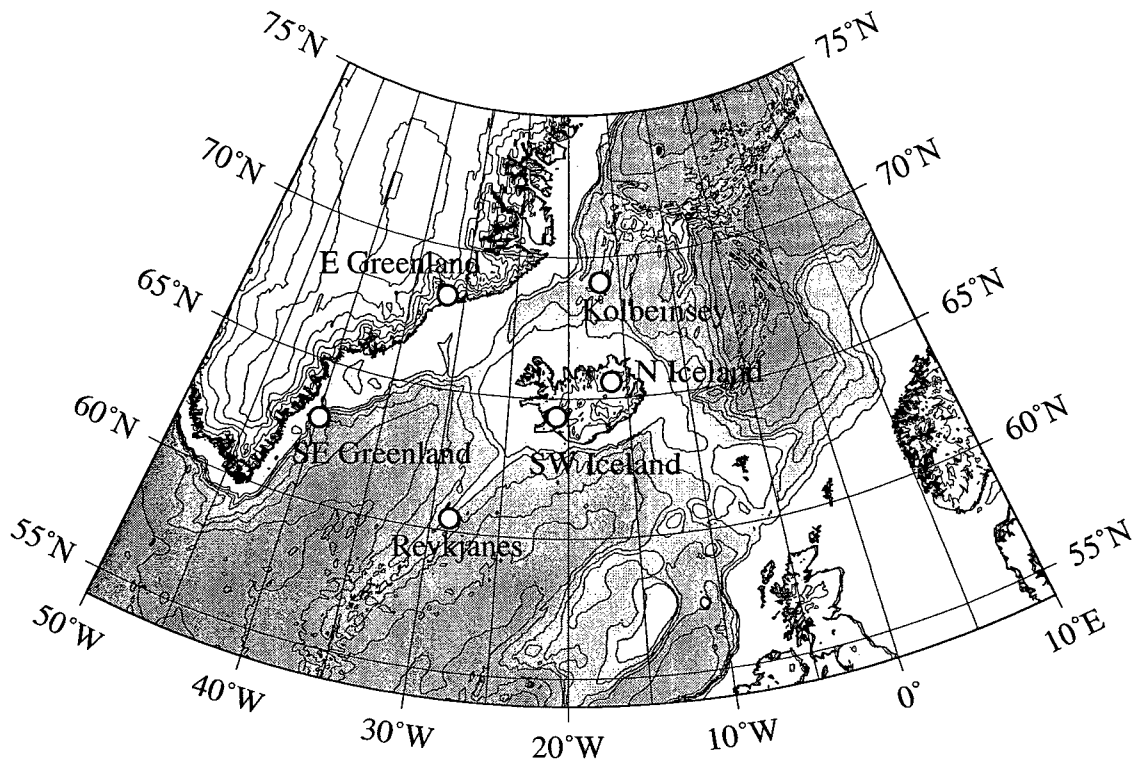 75°N
75°N
70°N
70°N
E Greenland
65°N
65°N
Kolbeinsey
N Iceland
60°N
60°N
SE Greenland
SW Iceland
Reykjanes
55°N
55°N
50°W
10°E
40°W
0°
30°W
10°W
20°W